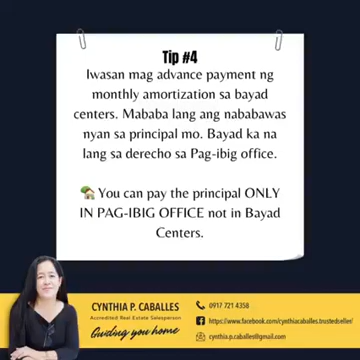 Tip #4
Iwasan mag advance payment ng
monthly amortization sa bayad
centers. Mababa lang ang nababawas
nyan sa principal mo. Bayad ka na
lang sa derecho sa Pag-ibig office.
You can pay the principal ONLY
IN PAG-IBIG OFFICE not in Bayad
Centers.
CYNTHIA P. CABALLES
Accredited Real Estate Salesperson
Guiding you home
0917 721 4358
https://www.facebook.com/cynthiacaballes.trustedseller/
cynthia.p.caballes@gmail.com